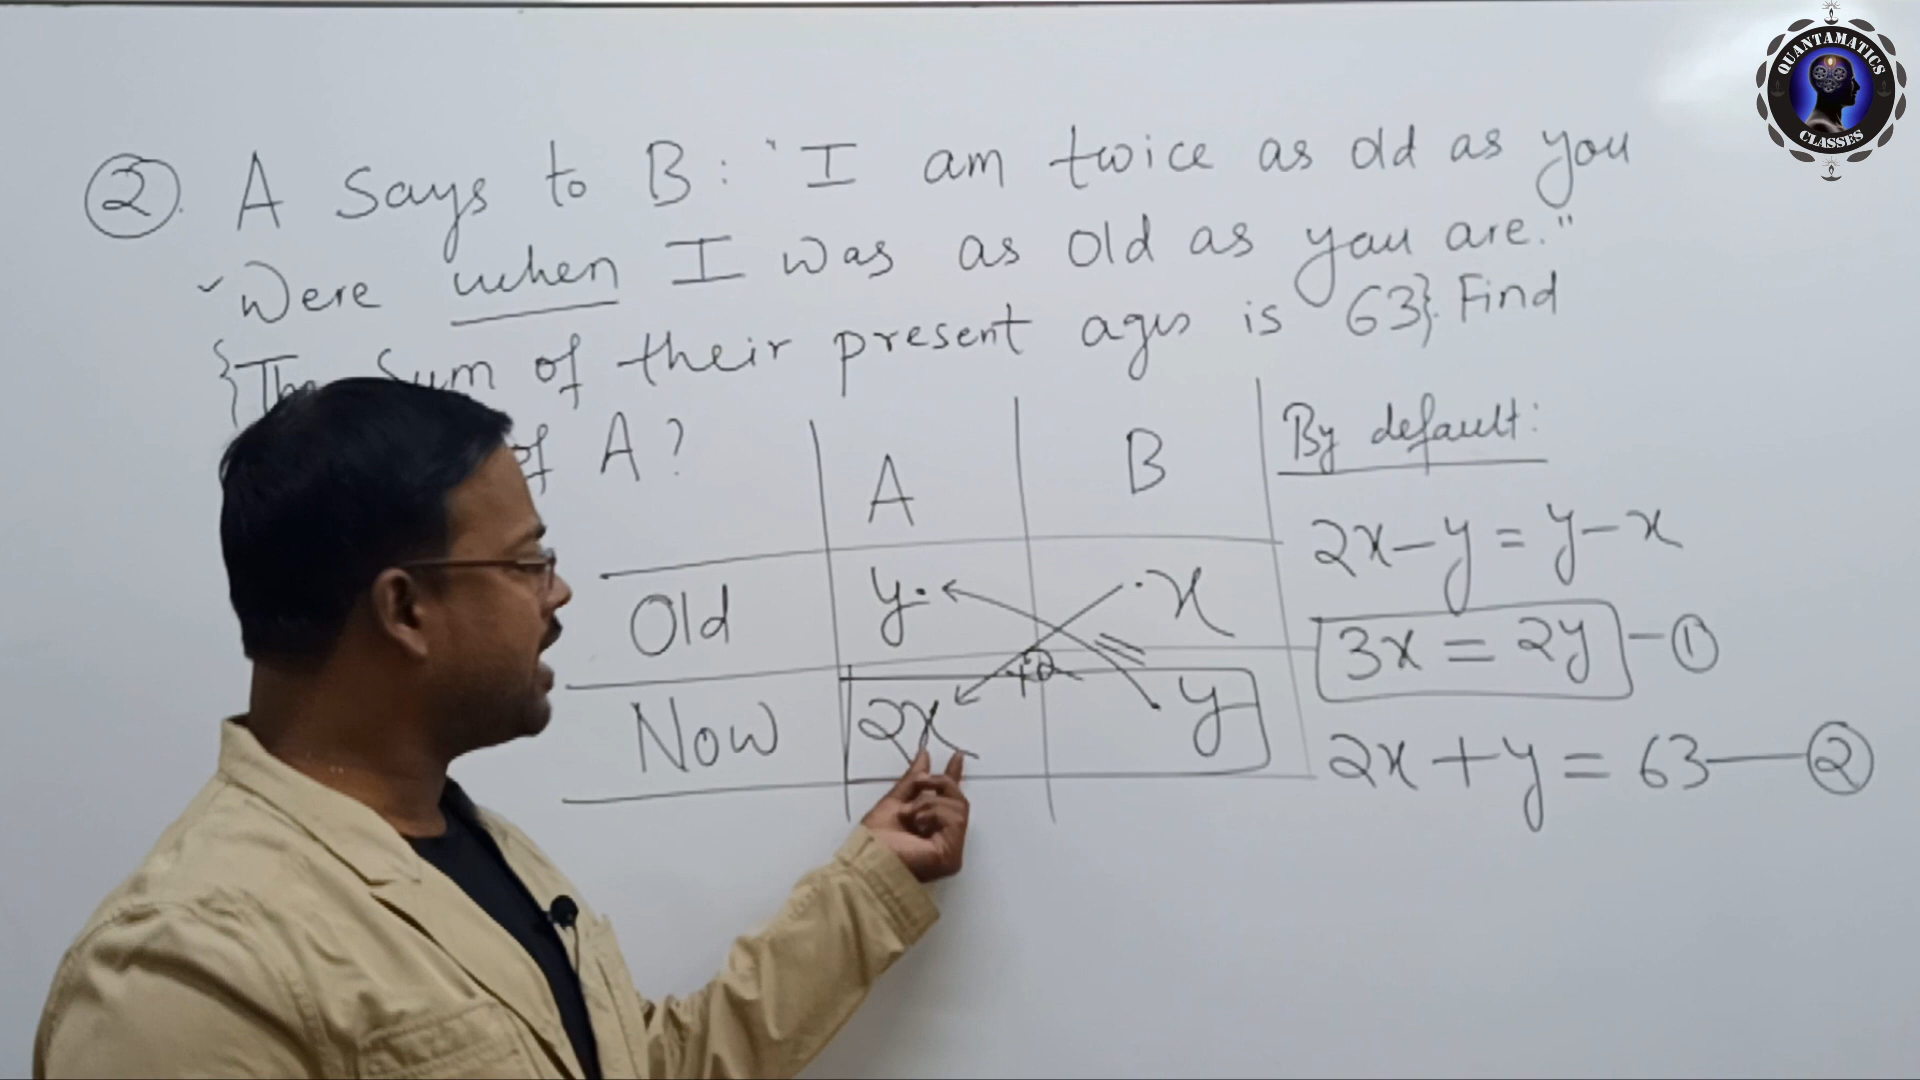 QUANTAMATICS
CLASSES
2. A Says to B: "I am twice as old as you
Were when I was as Old as you are."
{The Sum of their present ages is 63}. Find
of A?
A B
Old y x
Now 2x y
By default:
2x-y=y-x
3x=2y-①
2x+y=63-②